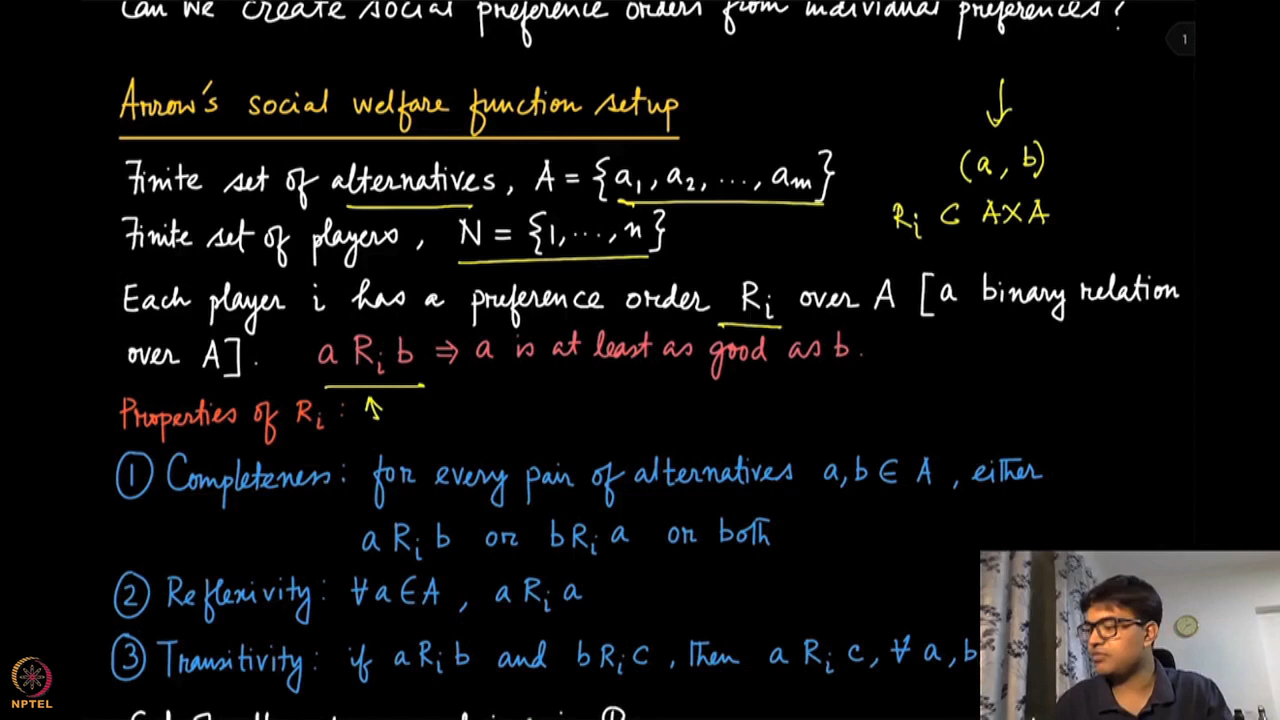 Can we create social preference orders from individual preferences?
1
Arrow's social welfare function setup
Finite set of alternatives, A = {a₁, a₂, ..., aₘ}
(a, b)
Rᵢ ⊂ A×A
Finite set of players, N = {1, ..., n}
Each player i has a preference order Rᵢ over A [a binary relation
over A]. a Rᵢ b ⇒ a is at least as good as b.
Properties of Rᵢ :
① Completeness: for every pair of alternatives a, b ∈ A, either
a Rᵢ b or b Rᵢ a or both
② Reflexivity: ∀ a ∈ A, a Rᵢ a
③ Transitivity: if a Rᵢ b and b Rᵢ c, then a Rᵢ c, ∀ a, b
NPTEL